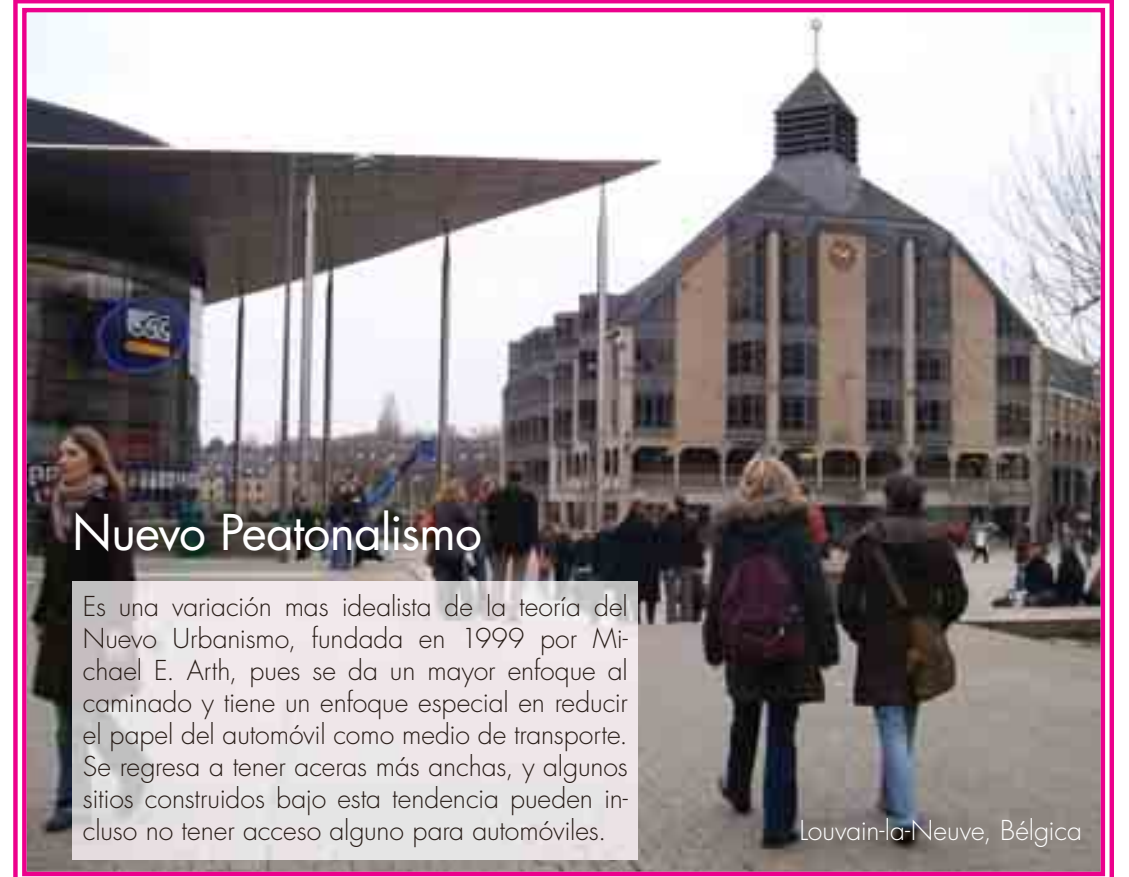 Nuevo Peatonalismo
Es una variación mas idealista de la teoría del
Nuevo Urbanismo, fundada en 1999 por Mi-
chael E. Arth, pues se da un mayor enfoque al
caminado y tiene un enfoque especial en reducir
el papel del automóvil como medio de transporte.
Se regresa a tener aceras más anchas, y algunos
sitios construidos bajo esta tendencia pueden in-
cluso no tener acceso alguno para automóviles.
Louvain-la-Neuve, Bélgica